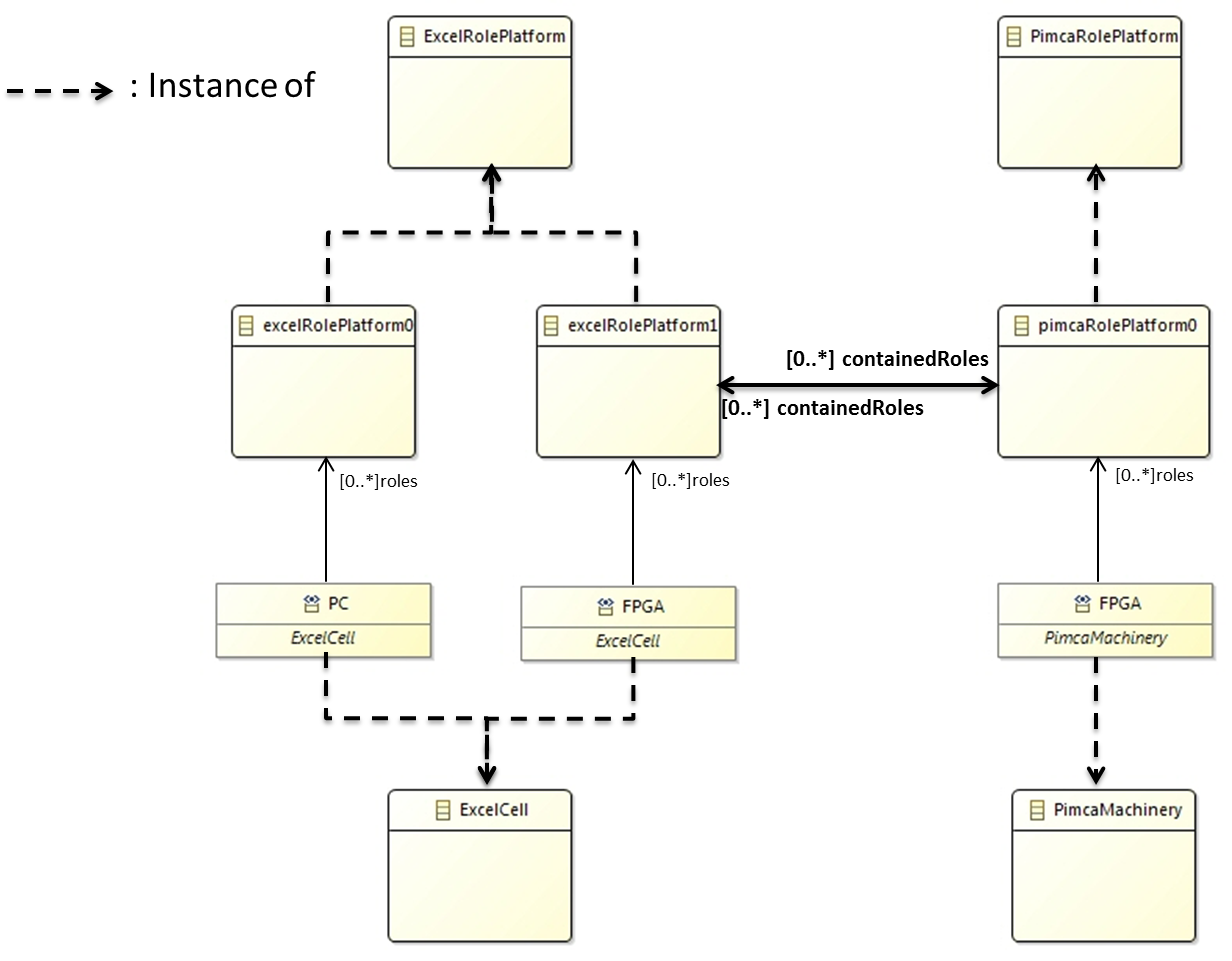 ExcelRolePlatform
PimcaRolePlatform
: Instance of
excelRolePlatform0
excelRolePlatform1
pimcaRolePlatform0
[0..*] containedRoles
[0..*] containedRoles
[0..*]roles
[0..*]roles
[0..*]roles
PC
ExcelCell
FPGA
ExcelCell
FPGA
PimcaMachinery
ExcelCell
PimcaMachinery